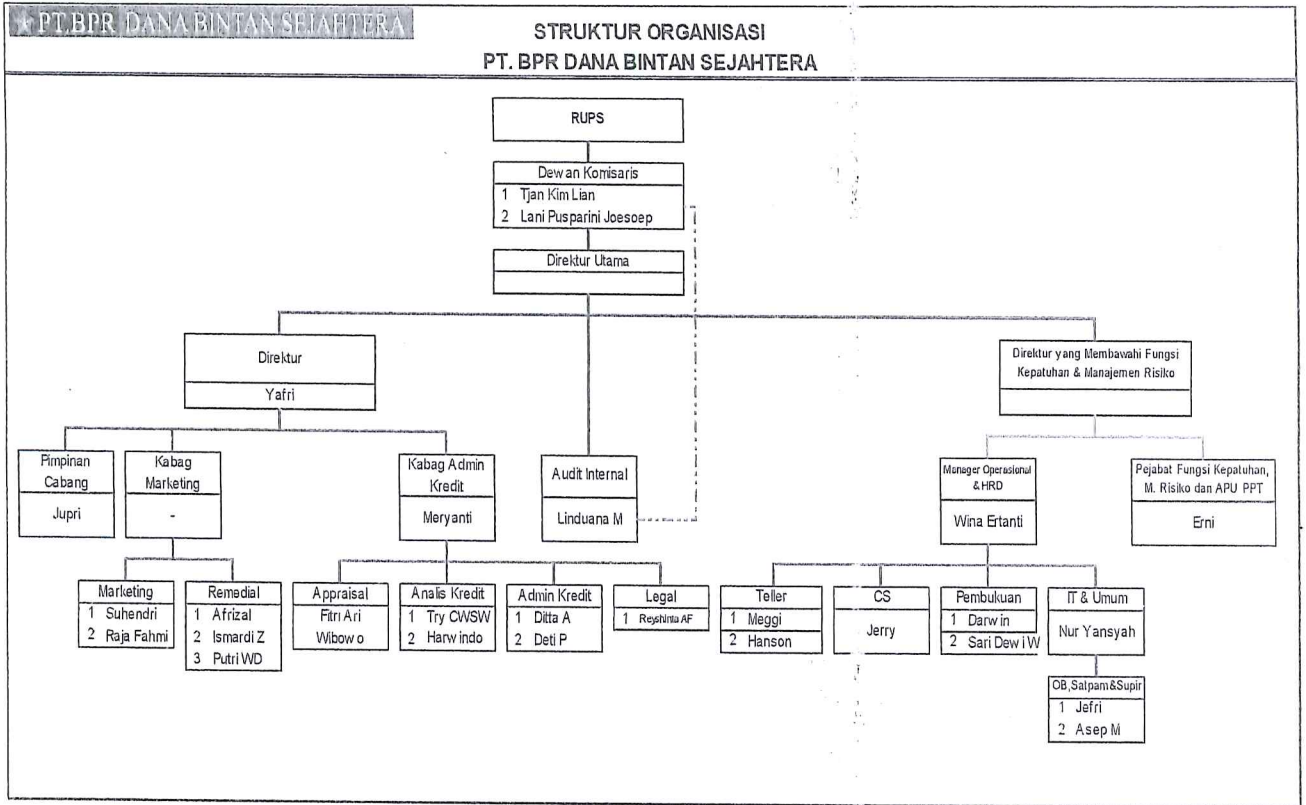 PT.BPR DANA BINTAN SEJAHTERA
STRUKTUR ORGANISASI
PT. BPR DANA BINTAN SEJAHTERA
RUPS
Dewan Komisaris
1 Tjan Kim Lian
2 Lani Pusparini Joesoep
Direktur Utama
Direktur
Yafri
Direktur yang Membawahi Fungsi
Kepatuhan & Manajemen Risiko
Pimpinan
Cabang
Jupri
Kabag
Marketing
-
Kabag Admin
Kredit
Meryanti
Audit Internal
Linduana M
Manager Operasional
& HRD
Wina Ertanti
Pejabat Fungsi Kepatuhan,
M. Risiko dan APU PPT
Erni
Marketing
1 Suhendri
2 Raja Fahmi
Remedial
1 Afrizal
2 Ismardi Z
3 Putri WD
Appraisal
Fitri Ari
Wibowo
Analis Kredit
1 Try CWSW
2 Harwindo
Admin Kredit
1 Ditta A
2 Deti P
Legal
1 Reyshinta AF
Teller
1 Meggi
2 Hanson
CS
Jerry
Pembukuan
1 Darwin
2 Sari Dewi W
IT & Umum
Nur Yansyah
OB,Satpam&Supir
1 Jefri
2 Asep M